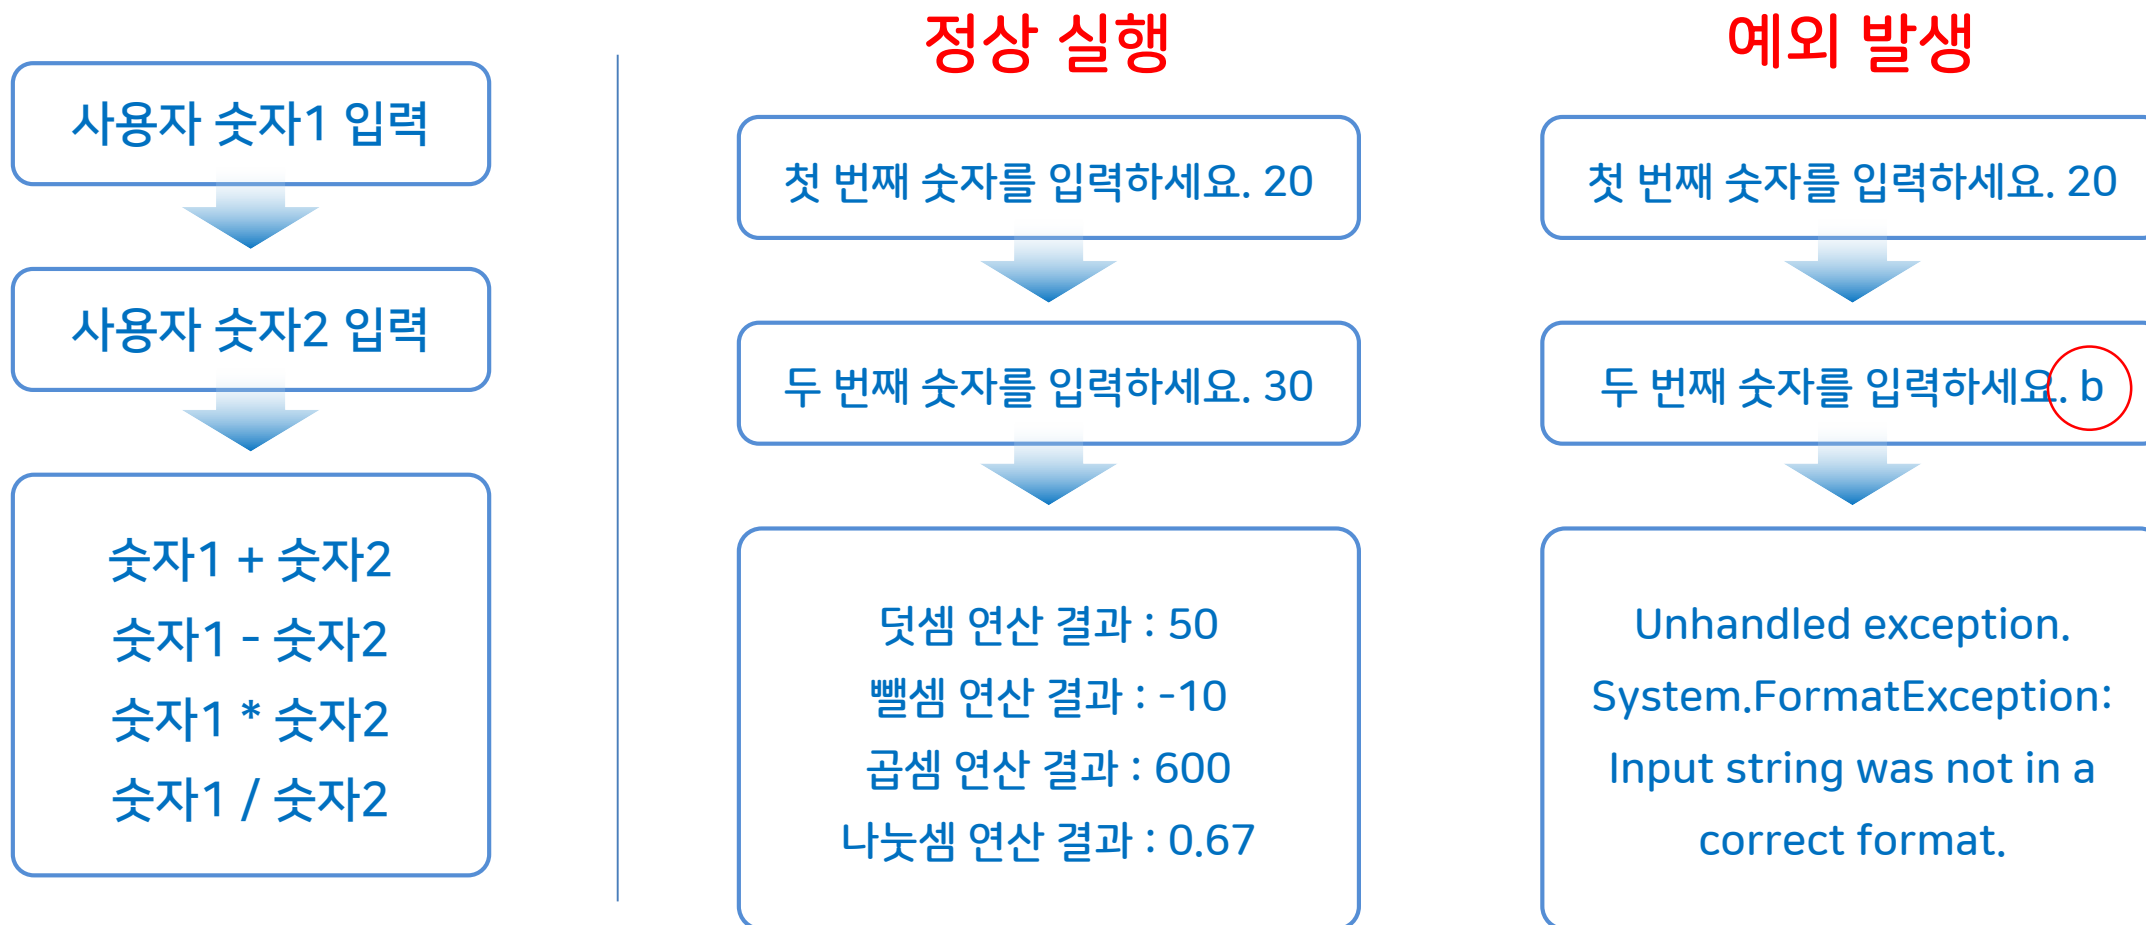 사용자 숫자1 입력
사용자 숫자2 입력
숫자1 + 숫자2
숫자1 - 숫자2
숫자1 * 숫자2
숫자1 / 숫자2
정상 실행
첫 번째 숫자를 입력하세요. 20
두 번째 숫자를 입력하세요. 30
덧셈 연산 결과 : 50
뺄셈 연산 결과 : -10
곱셈 연산 결과 : 600
나눗셈 연산 결과 : 0.67
예외 발생
첫 번째 숫자를 입력하세요. 20
두 번째 숫자를 입력하세요. b
Unhandled exception.
System.FormatException:
Input string was not in a
correct format.